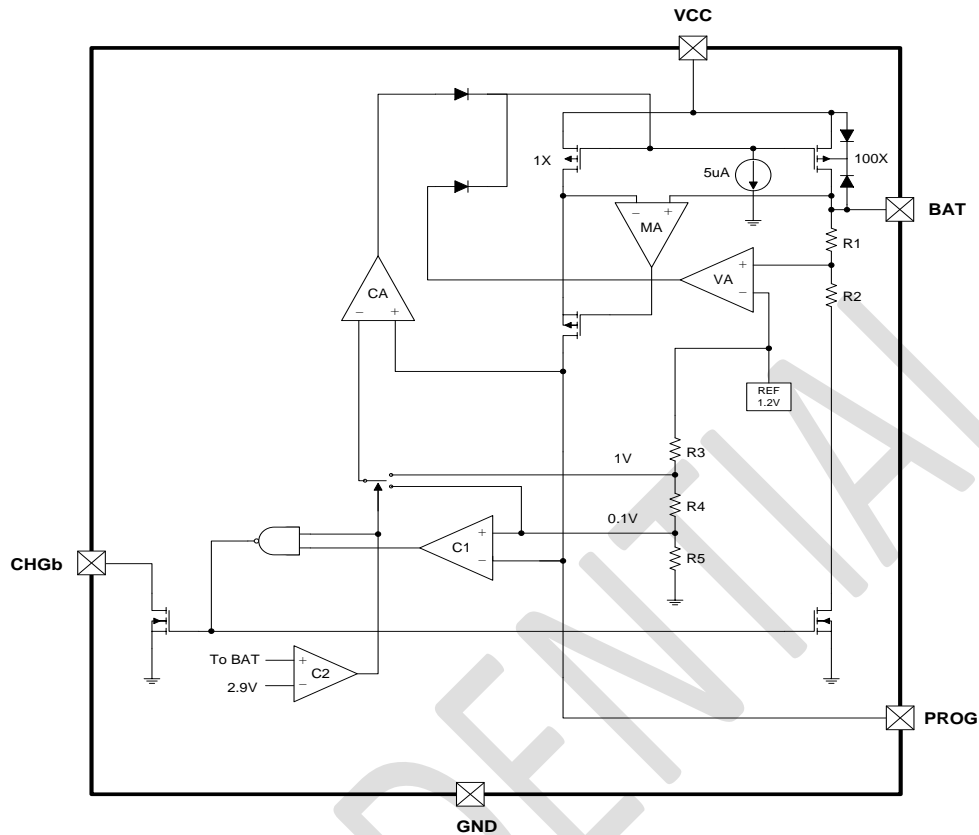 VCC
1X
100X
5uA
BAT
− +
MA
R1
VA
+
−
R2
CA
− +
REF
1.2V
R3
1V
R4
0.1V
C1
+
−
R5
CHGb
To BAT
2.9V
+
−
C2
PROG
GND
DENTIAL